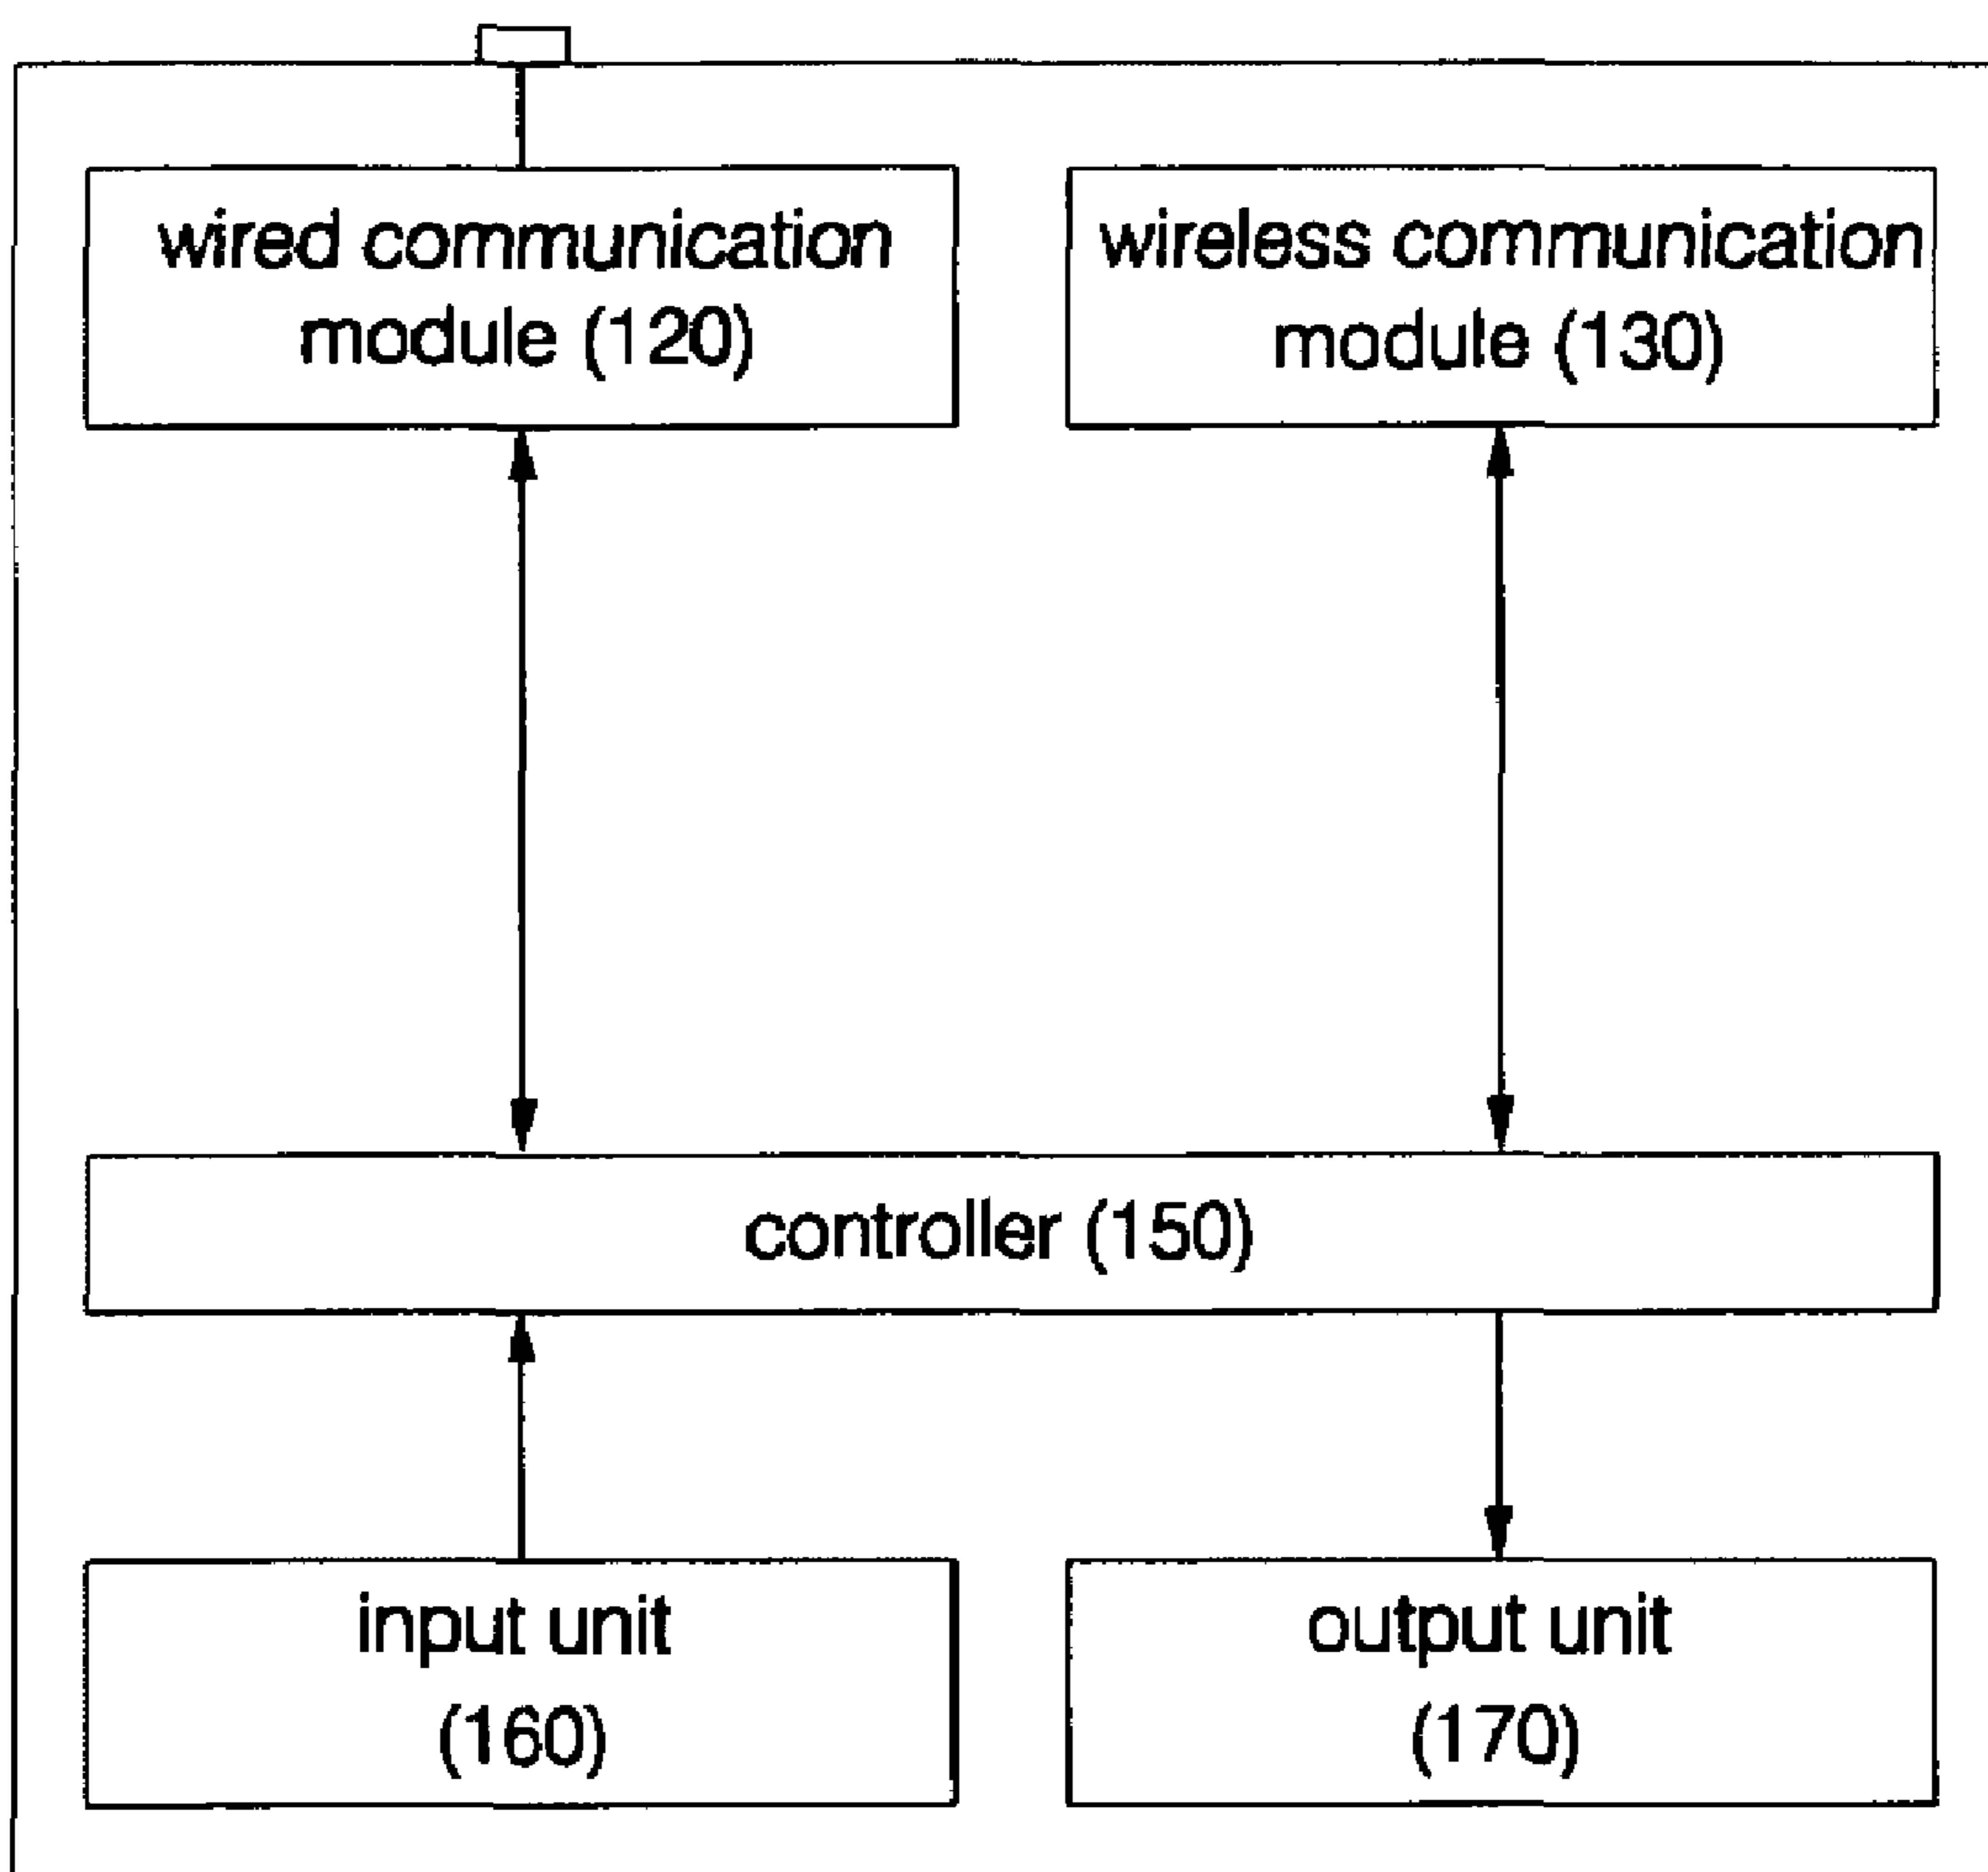 wired communication
module (120)
wireless communication
module (130)
controller (150)
input unit
(160)
output unit
(170)